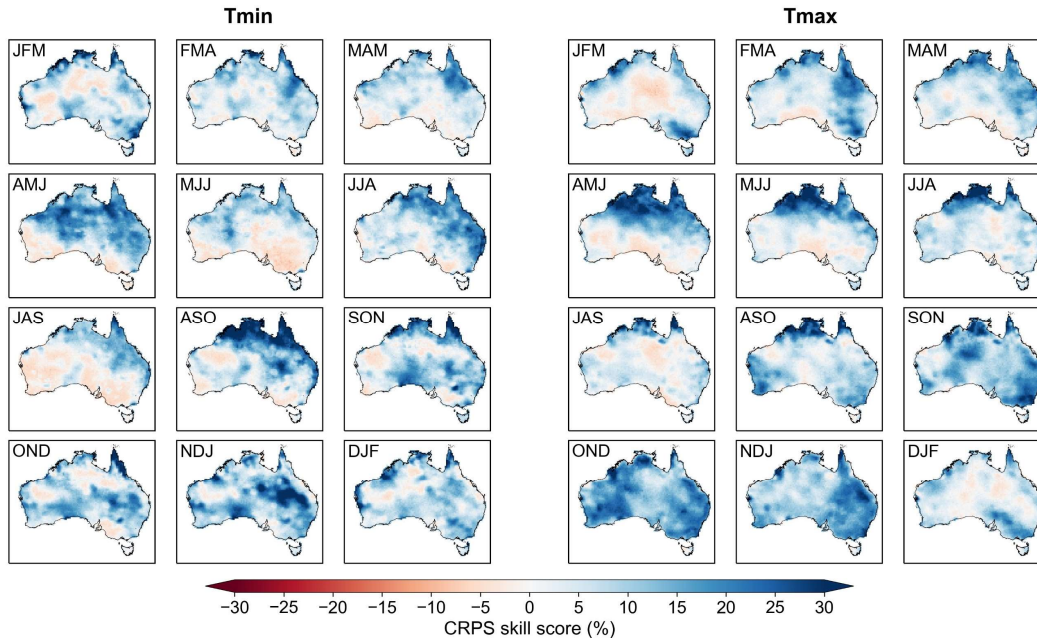 Tmin Tmax
JFM FMA MAM JFM FMA MAM
AMJ MJJ JJA AMJ MJJ JJA
JAS ASO SON JAS ASO SON
OND NDJ DJF OND NDJ DJF
−30 −25 −20 −15 −10 −5 0 5 10 15 20 25 30
CRPS skill score (%)